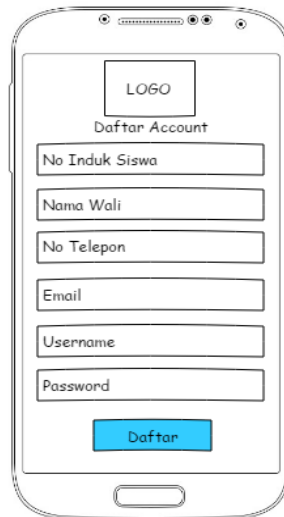 LOGO
Daftar Account
No Induk Siswa
Nama Wali
No Telepon
Email
Username
Password
Daftar